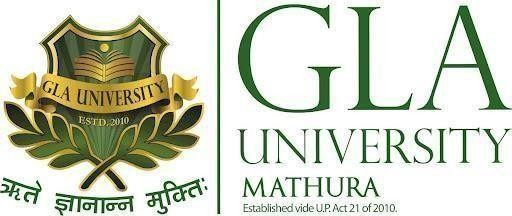 GLA UNIVERSITY
ESTD. 2010
ऋते ज्ञानान्न मुक्तिः
GLA
UNIVERSITY
MATHURA
Established vide U.P. Act 21 of 2010.